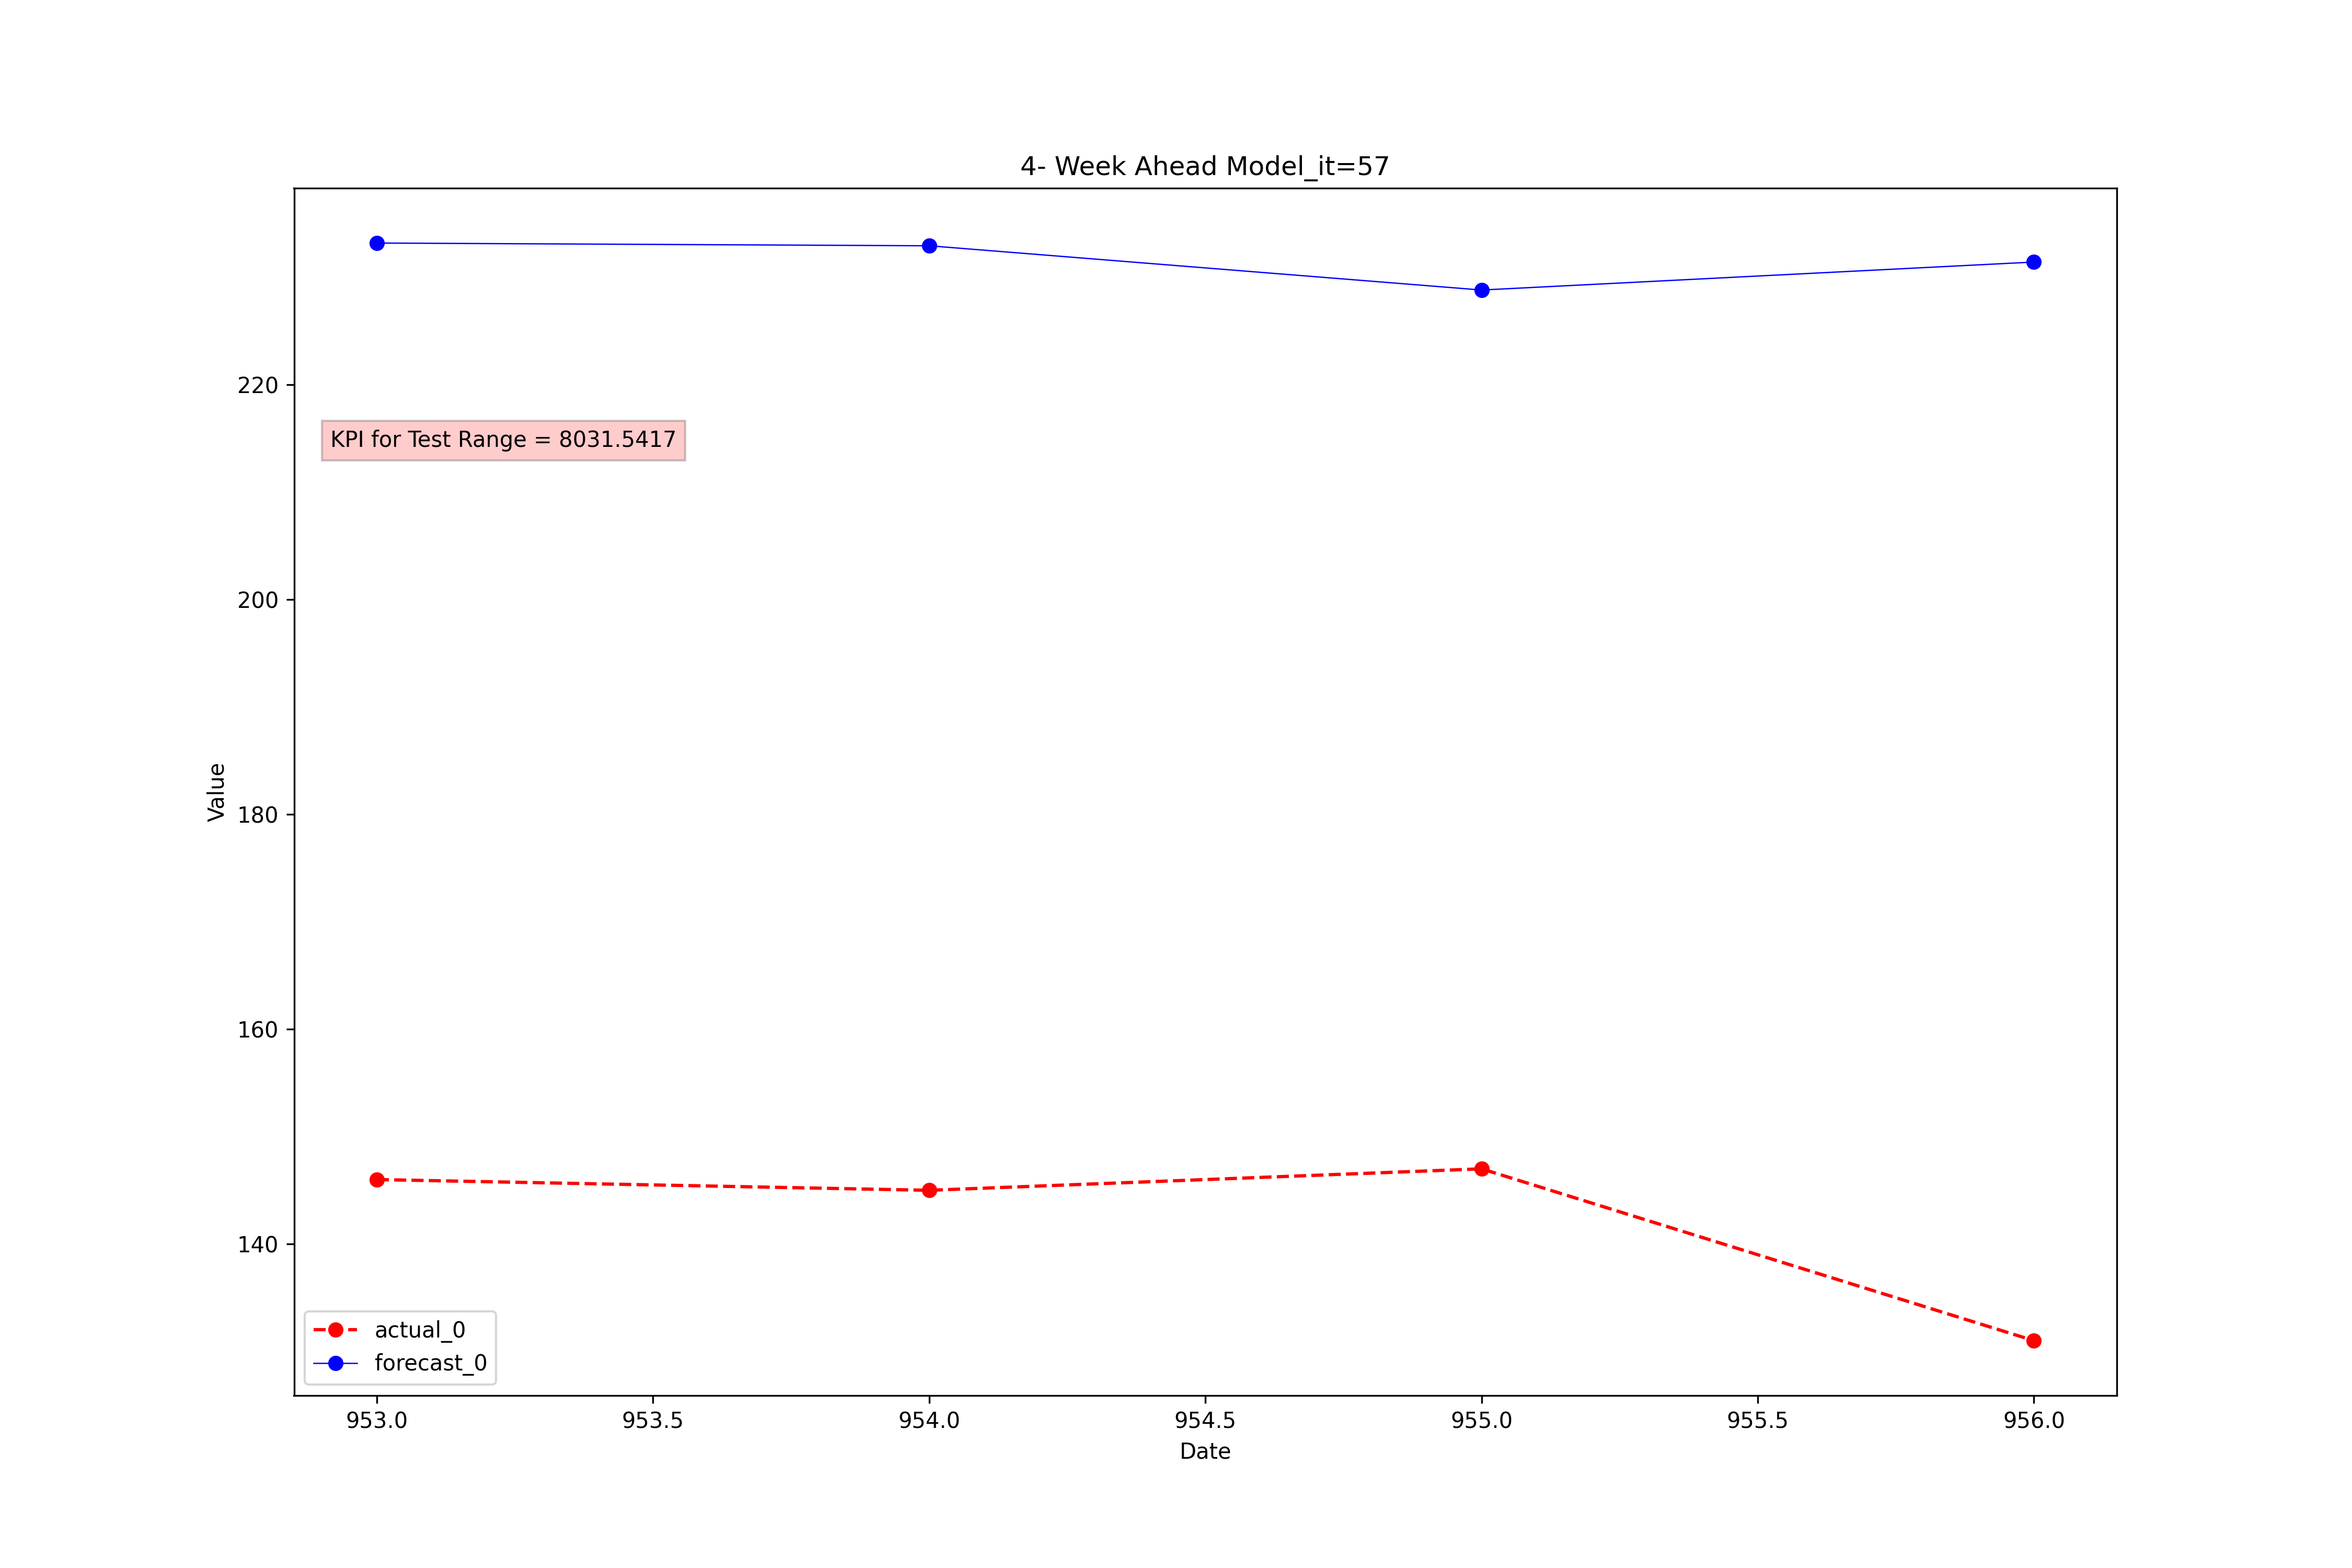 4- Week Ahead Model_it=57
220
KPI for Test Range = 8031.5417
200
Value
180
160
140
actual_0
forecast_0
953.0 953.5 954.0 954.5 955.0 955.5 956.0
Date